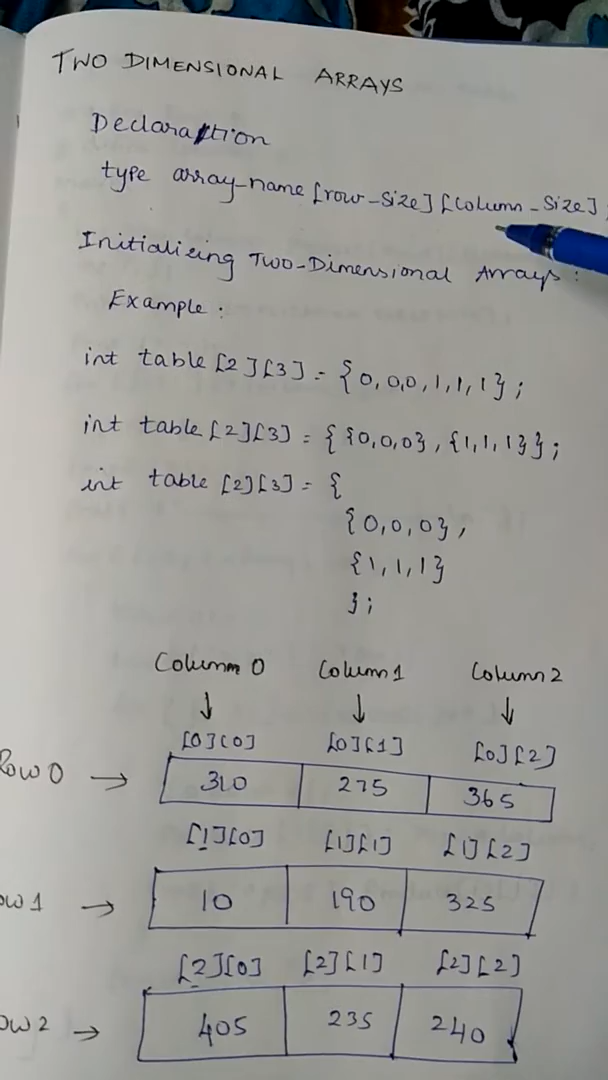 TWO DIMENSIONAL ARRAYS
Declaration
type array-name [row-size] [column-size];
Initializing Two-Dimensional Arrays:
Example:
int table [2][3] = {0,0,0,1,1,1};
int table [2][3] = { {0,0,0}, {1,1,1}};
int table [2][3] = {
{0,0,0},
{1,1,1}
};
Column 0 Column 1 Column 2
[0][0] [0][1] [0][2]
Row 0 → 310 275 365
[1][0] [1][1] [1][2]
ow 1 → 10 190 325
[2][0] [2][1] [2][2]
ow 2 → 405 235 240